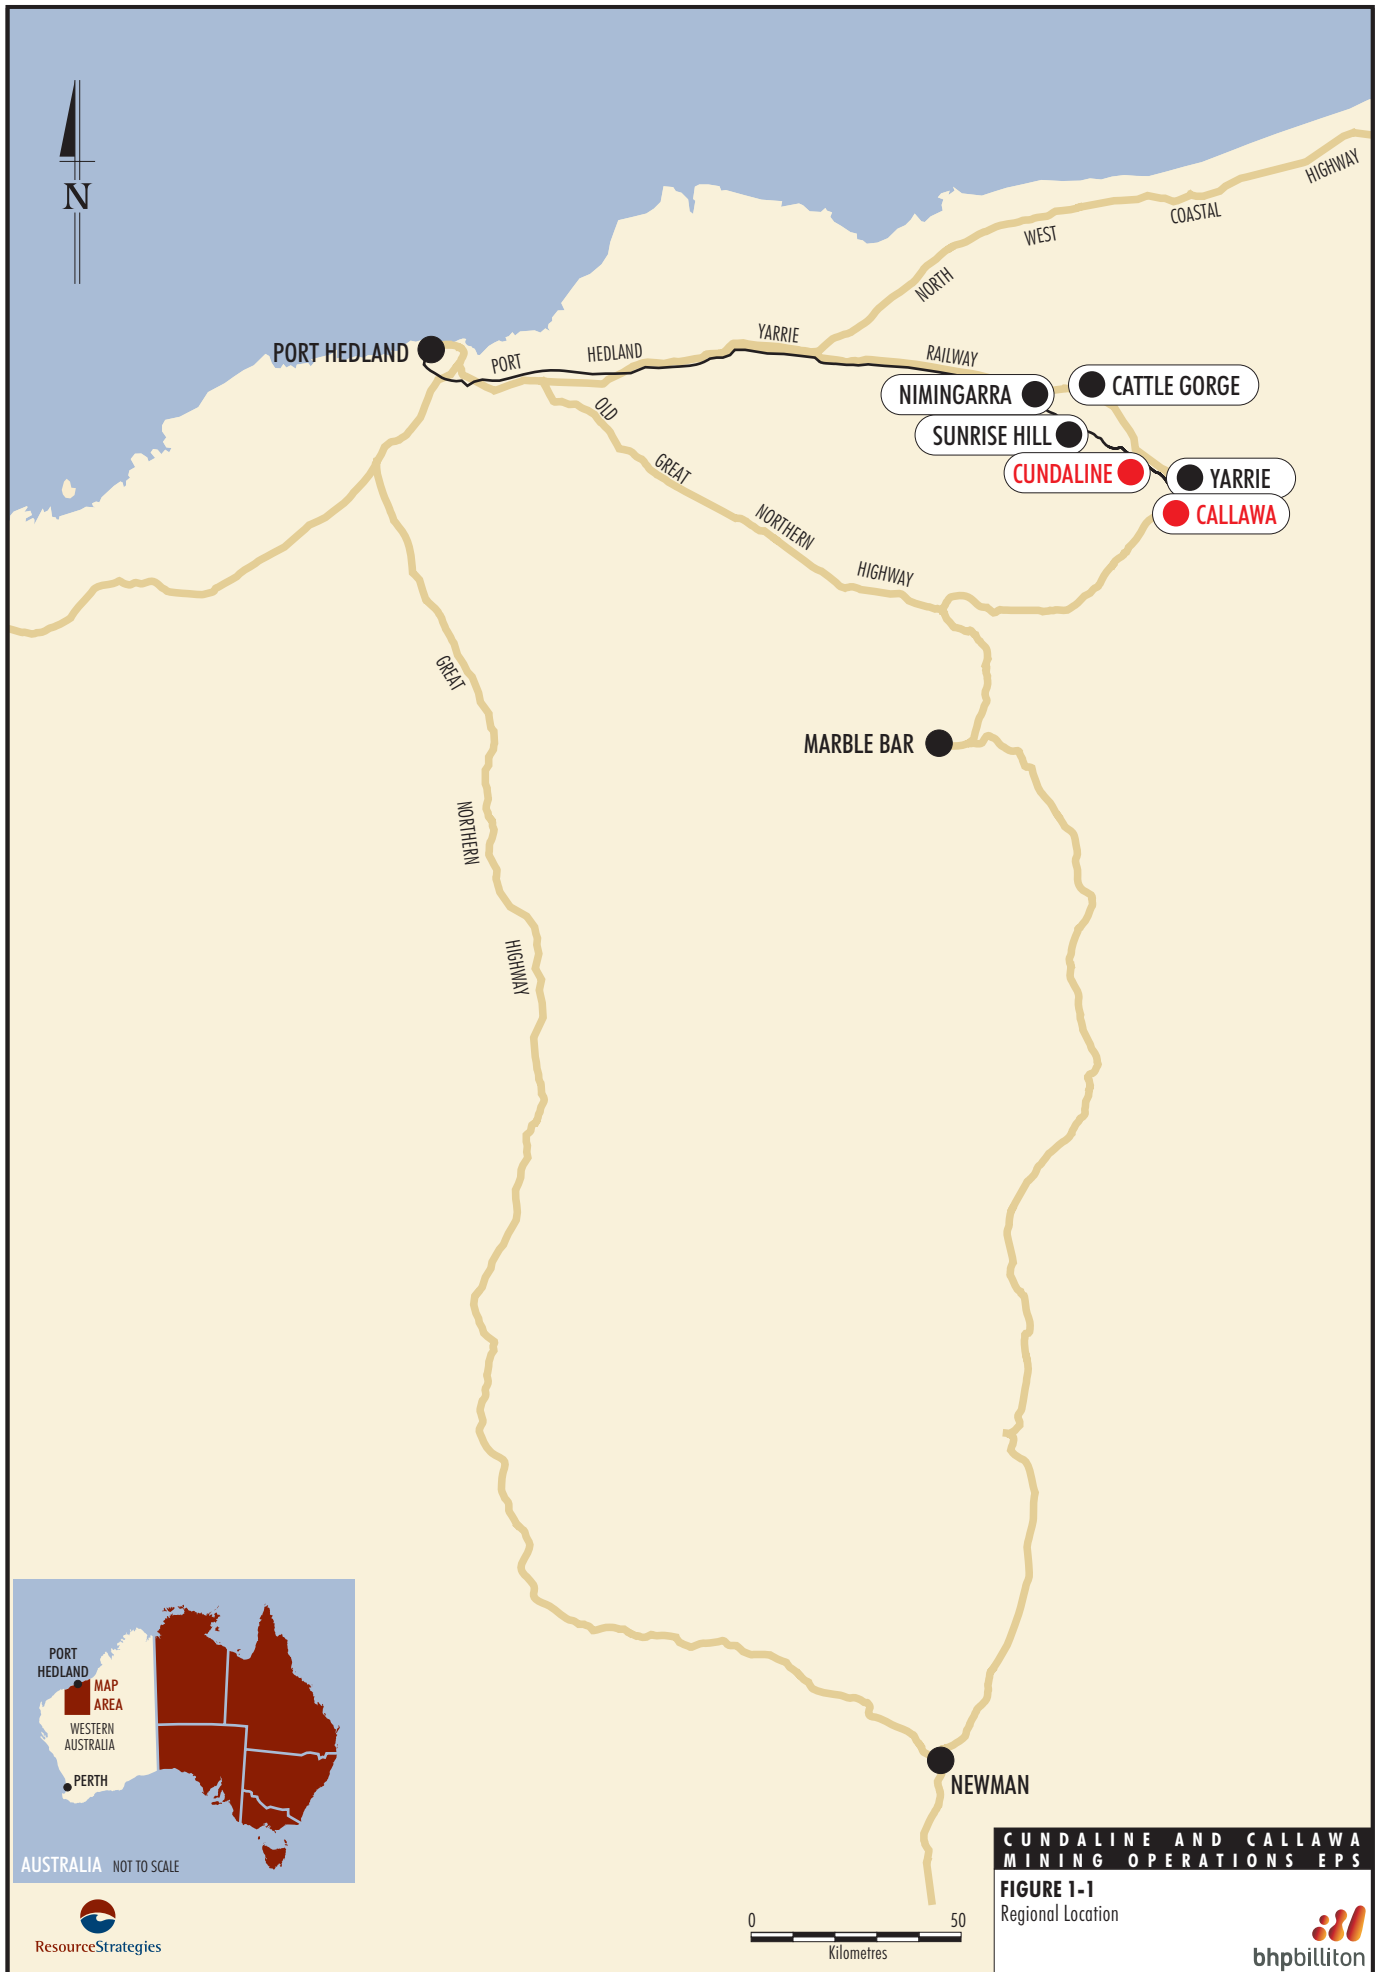 N
HIGHWAY
COASTAL
WEST
NORTH
PORT HEDLAND
PORT
HEDLAND
YARRIE
RAILWAY
NIMINGARRA
CATTLE GORGE
SUNRISE HILL
CUNDALINE
YARRIE
CALLAWA
OLD
GREAT
NORTHERN
HIGHWAY
GREAT
NORTHERN
HIGHWAY
MARBLE BAR
NEWMAN
PORT
HEDLAND
MAP
AREA
WESTERN
AUSTRALIA
PERTH
AUSTRALIA NOT TO SCALE
ResourceStrategies
0 50
Kilometres
CUNDALINE AND CALLAWA
MINING OPERATIONS EPS
FIGURE 1-1
Regional Location
bhpbilliton